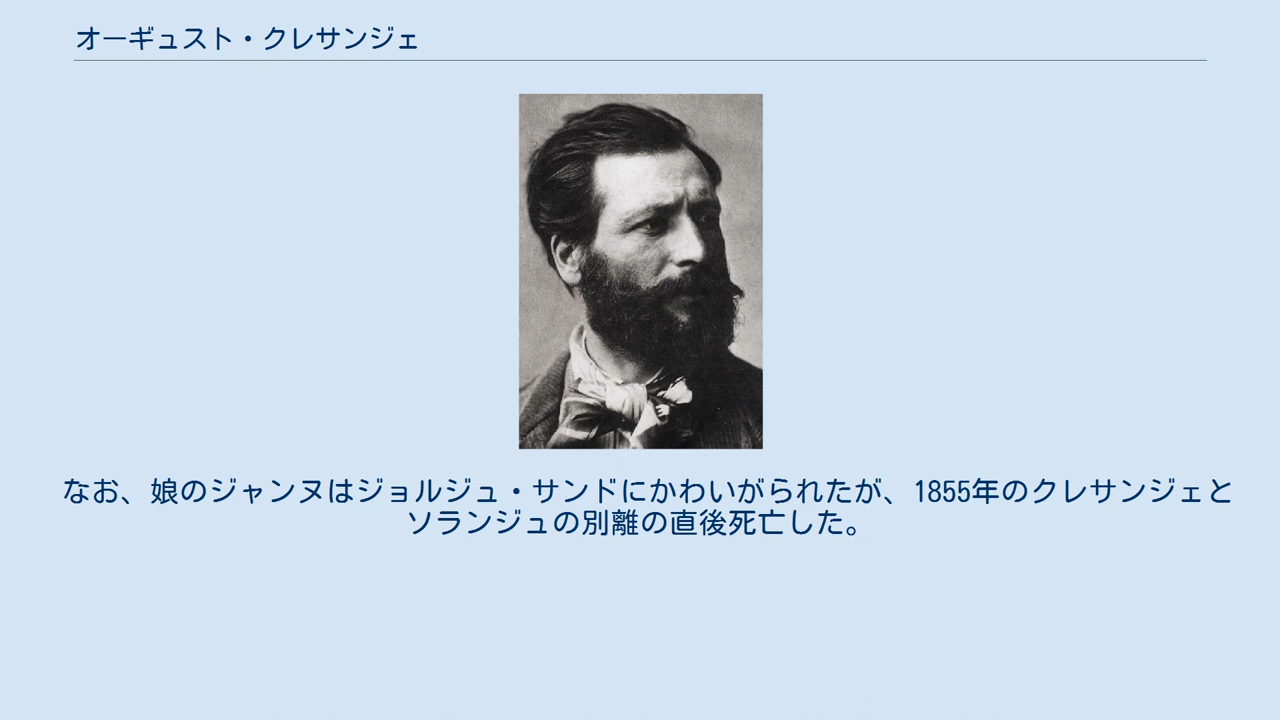 オーギュスト・クレサンジェ
なお、娘のジャンヌはジョルジュ・サンドにかわいがられたが、1855年のクレサンジェと
ソランジュの別離の直後死亡した。